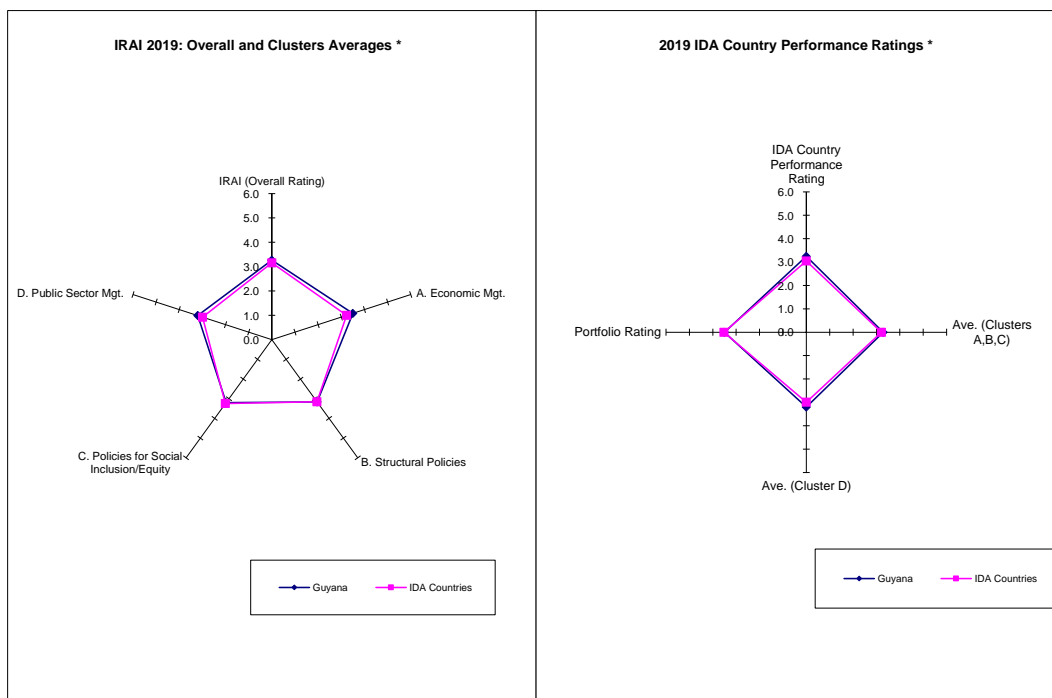 IRAI 2019: Overall and Clusters Averages *
IRAI (Overall Rating)
6.0
5.0
4.0
3.0
2.0
1.0
0.0
A. Economic Mgt.
B. Structural Policies
C. Policies for Social
Inclusion/Equity
D. Public Sector Mgt.
Guyana
IDA Countries
2019 IDA Country Performance Ratings *
IDA Country
Performance
Rating
6.0
5.0
4.0
3.0
2.0
1.0
0.0
Ave. (Clusters
A,B,C)
Ave. (Cluster D)
Portfolio Rating
Guyana
IDA Countries